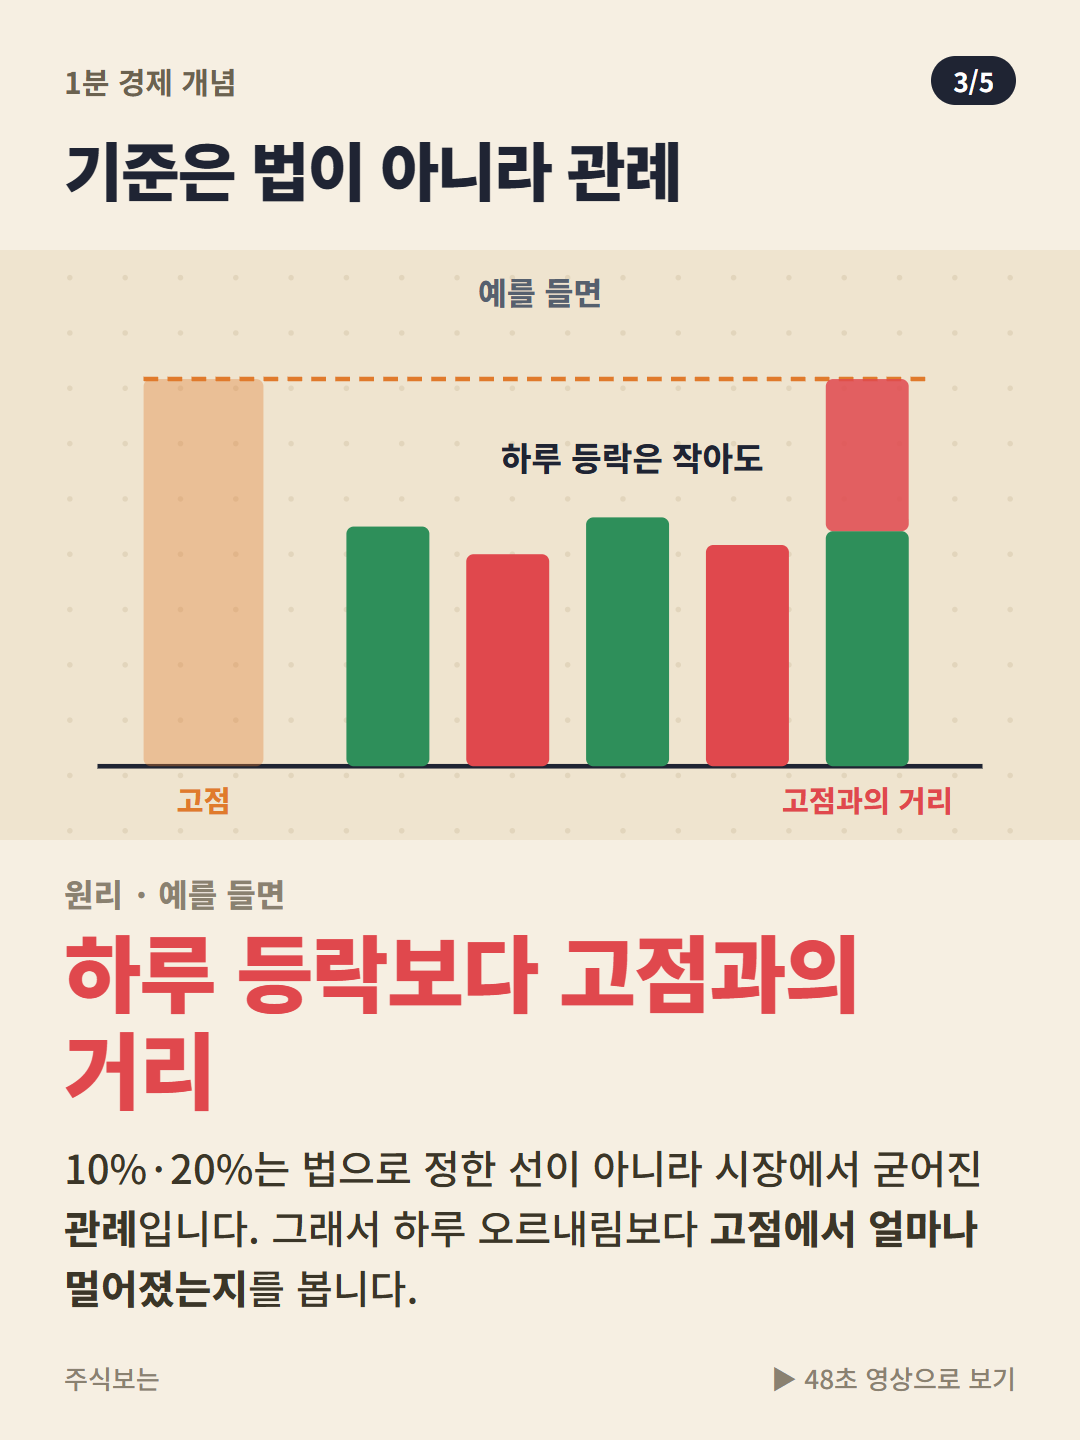 1분 경제 개념
3/5
기준은 법이 아니라 관례
예를 들면
하루 등락은 작아도
고점
고점과의 거리
원리 · 예를 들면
하루 등락보다 고점과의
거리
10%·20%는 법으로 정한 선이 아니라 시장에서 굳어진
관례입니다. 그래서 하루 오르내림보다 고점에서 얼마나
멀어졌는지를 봅니다.
주식보는
▶ 48초 영상으로 보기